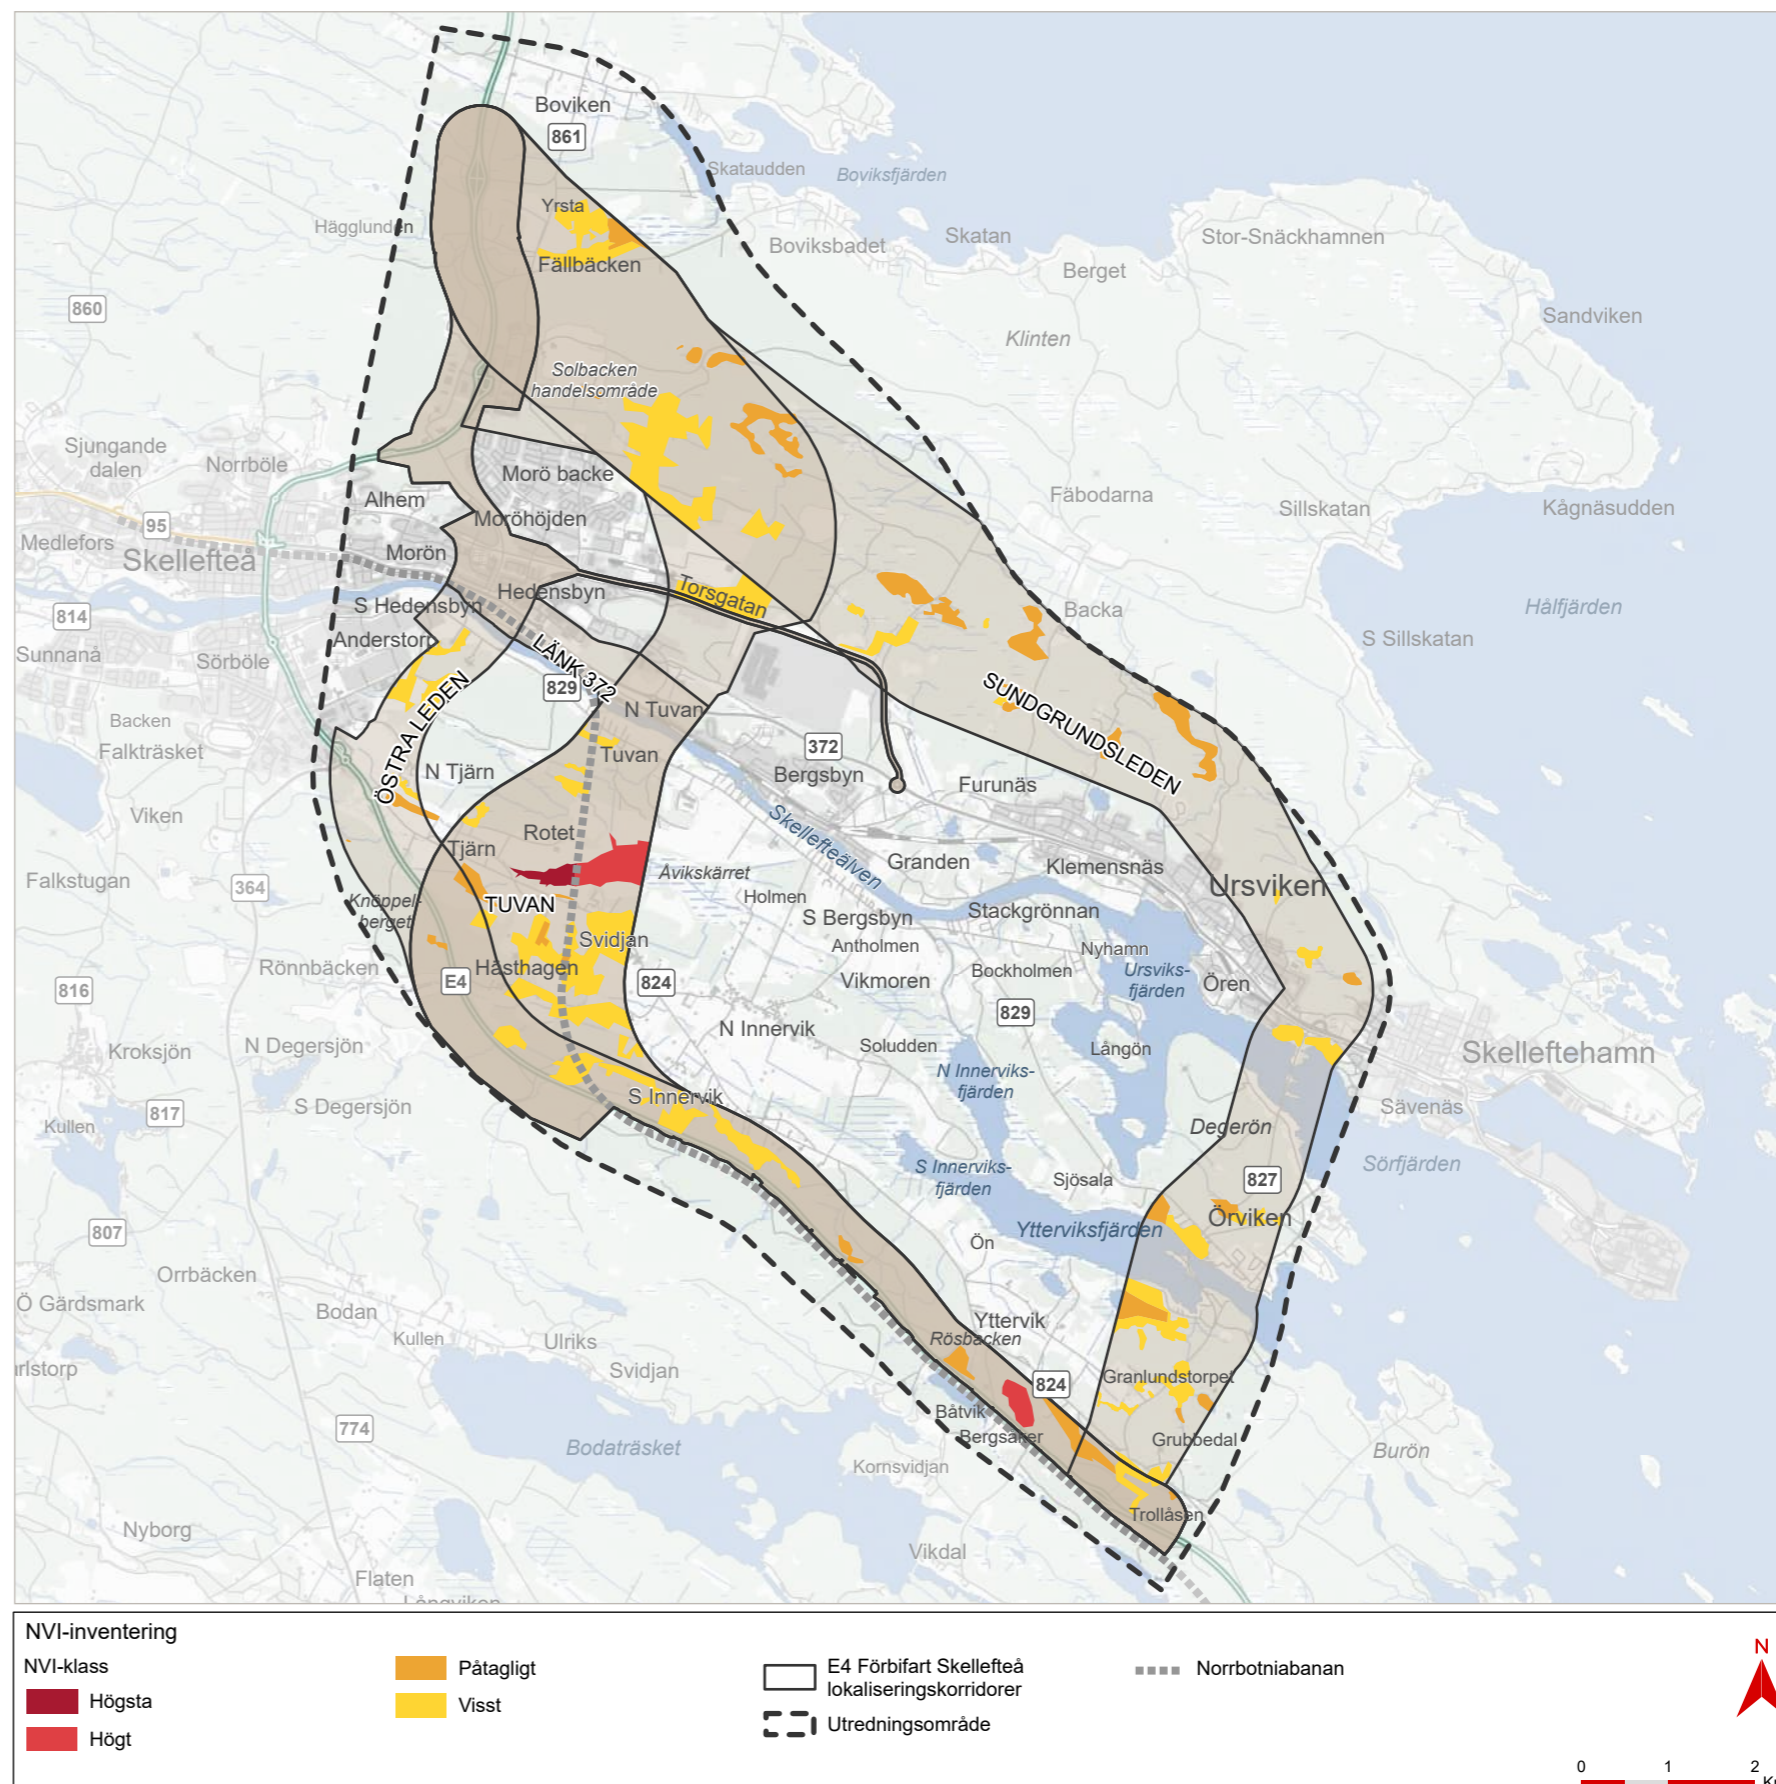 Boviken
861
Skataudden
Boviksfjärden
Yrsta
Hägglunden
Boviksbadet
Skatan
Stor-Snäckhamnen
Fällbäcken
Berget
860
Sandviken
Klinten
Solbacken
handelsområde
Sjungande
dalen
Norrböle
Morö backe
Alhem
Fäbodarna
Sillskatan
Kågnäsudden
95
Moröhöjden
Medlefors
Skellefteå
Morön
Hedensbyn
Torsgatan
814
S Hedensbyn
Backa
Hålfjärden
Anderstorp
S Sillskatan
Sunnanå
Sörböle
LÄNK 372
829
SUNDGRUNDSLEDEN
N Tuvan
Backen
Falkträsket
ÖSTRALEDEN
372
Tuvan
N Tjärn
Bergsbyn
Furunäs
Viken
Rotet
Skellefteälven
Tjärn
Granden
Klemensnäs
Falkstugan
364
Avikskärret
Ursviken
Knöppel-
berget
TUVAN
Holmen
S Bergsbyn
Stackgrönnan
Svidjan
Antholmen
Nyhamn
Rönnbäcken
Hästhagen
Vikmoren
Bockholmen
Ursviks-
fjärden
Ören
816
E4
824
829
N Innervik
Kroksjön
N Degersjön
Soludden
Långön
Skelleftehamn
N Innerviks-
fjärden
S Innervik
817
S Degersjön
Sävenäs
Kullen
Degerön
S Innerviks-
fjärden
Sjösala
827
Sörfjärden
Örviken
807
Ytterviksfjärden
Ön
Orrbäcken
Ö Gärdsmark
Bodan
Yttervik
Kullen
Ulriks
Rösbacken
Svidjan
Granlundstorpet
824
Båtvik
Bergsåker
Grubbedal
774
Bodaträsket
Burön
Kornsvidjan
Trollåsen
Nyborg
Vikdal
Flaten
NVI-inventering
NVI-klass
Högsta
Högt
Påtagligt
Visst
E4 Förbifart Skellefteå
lokaliseringskorridorer
Utredningsområde
Norrbotniabanan
N
0 1 2